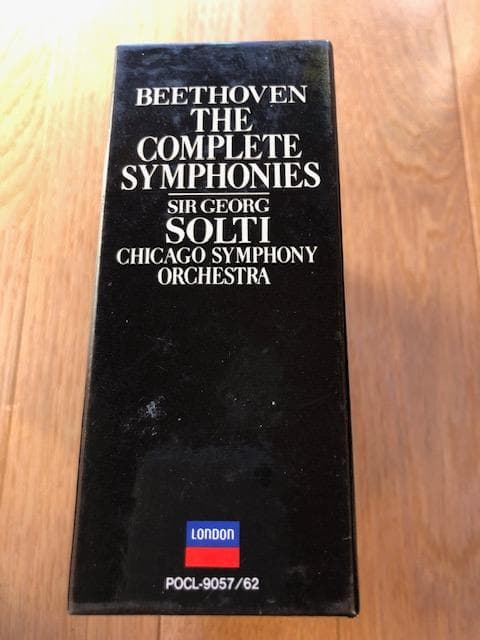 BEETHOVEN
THE
COMPLETE
SYMPHONIES
SIR GEORG
SOLTI
CHICAGO SYMPHONY
ORCHESTRA
LONDON
POCL-9057/62